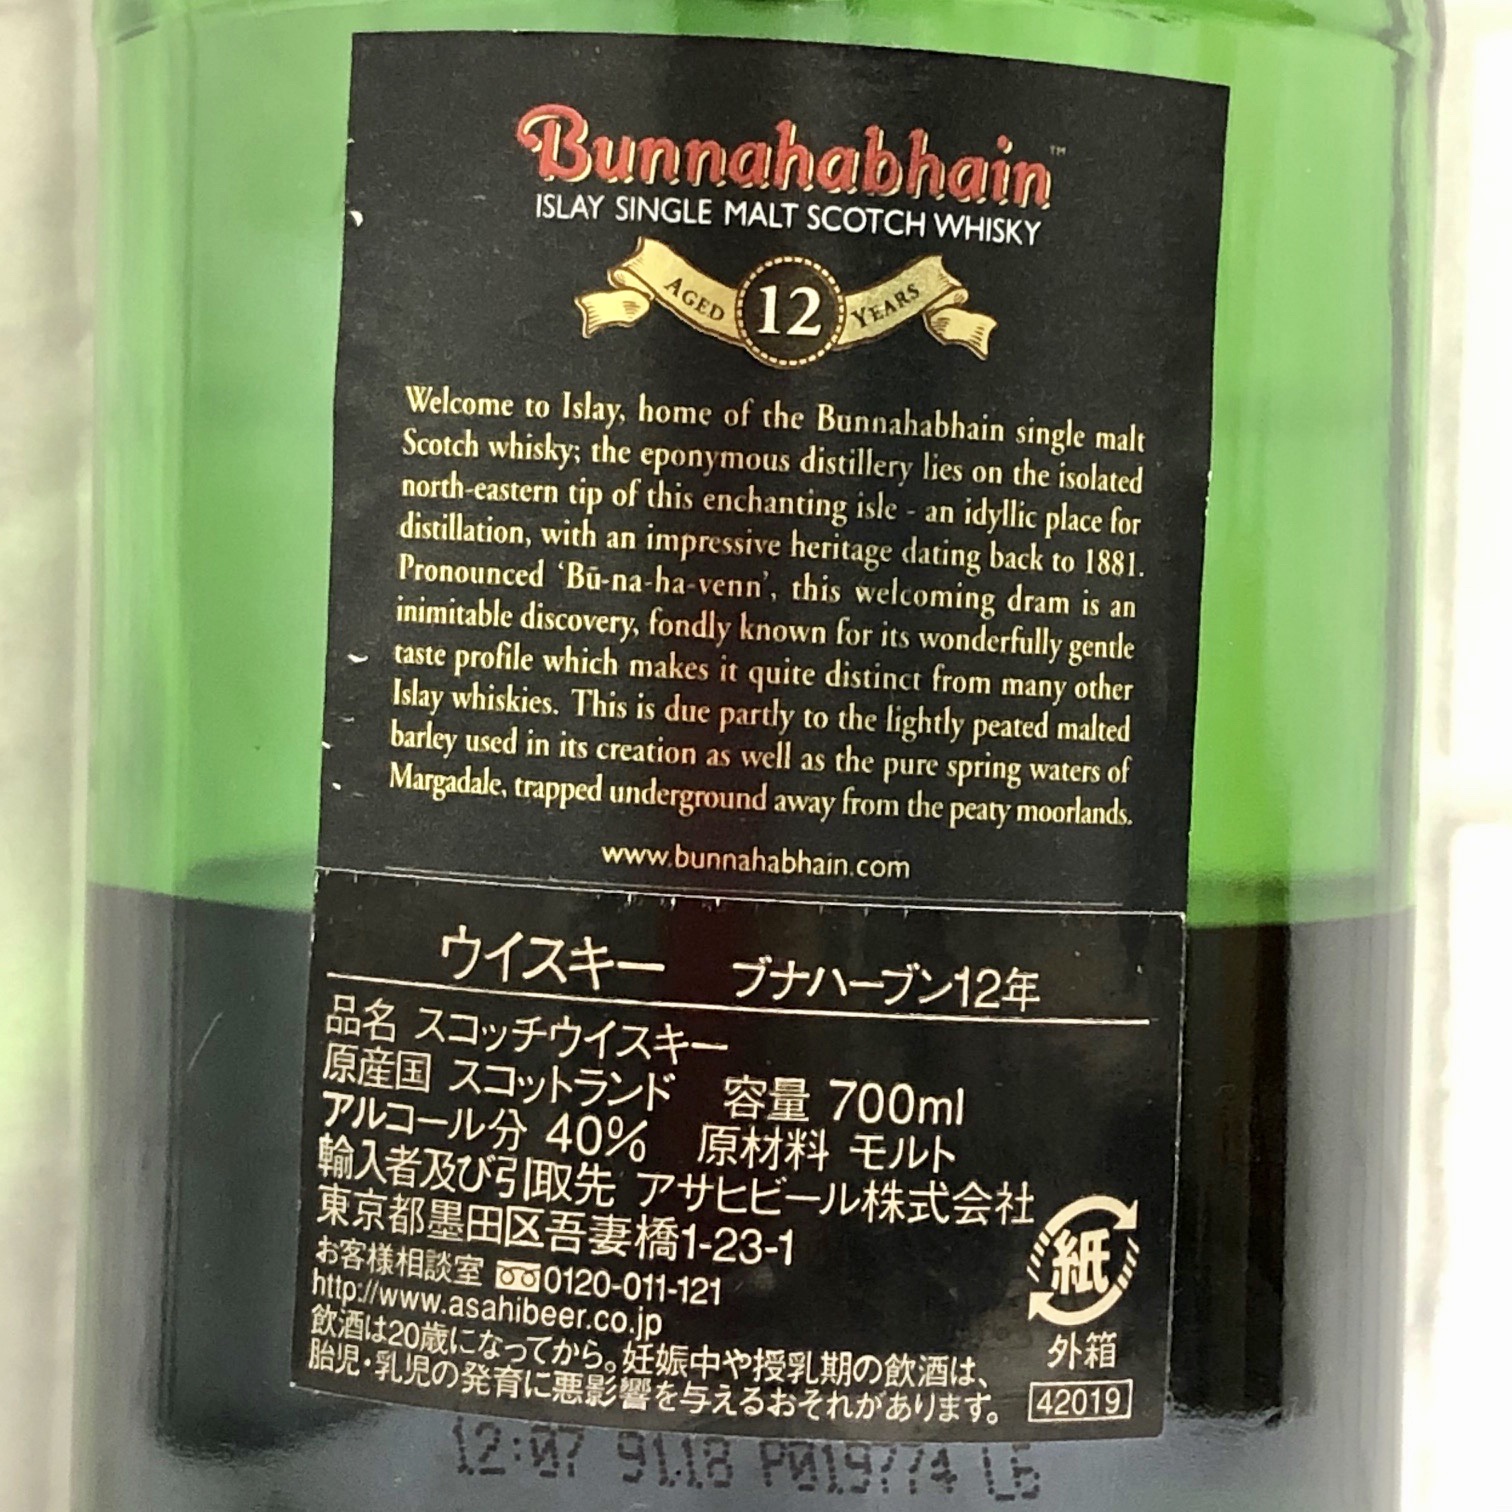 Bunnahabhain™
ISLAY SINGLE MALT SCOTCH WHISKY
AGED 12 YEARS
Welcome to Islay, home of the Bunnahabhain single malt
Scotch whisky; the eponymous distillery lies on the isolated
north-eastern tip of this enchanting isle - an idyllic place for
distillation, with an impressive heritage dating back to 1881.
Pronounced ‘Bū-na-ha-venn’, this welcoming dram is an
inimitable discovery, fondly known for its wonderfully gentle
taste profile which makes it quite distinct from many other
Islay whiskies. This is due partly to the lightly peated malted
barley used in its creation as well as the pure spring waters of
Margadale, trapped underground away from the peaty moorlands.
www.bunnahabhain.com
ウイスキー ブナハーブン12年
品名 スコッチウイスキー
原産国 スコットランド 容量 700ml
アルコール分 40% 原材料 モルト
輸入者及び引取先 アサヒビール株式会社
東京都墨田区吾妻橋1-23-1
お客様相談室 0120-011-121
http://www.asahibeer.co.jp
飲酒は20歳になってから。妊娠中や授乳期の飲酒は、
胎児・乳児の発育に悪影響を与えるおそれがあります。
紙
外箱
42019
12:07 9118 P019774 L6